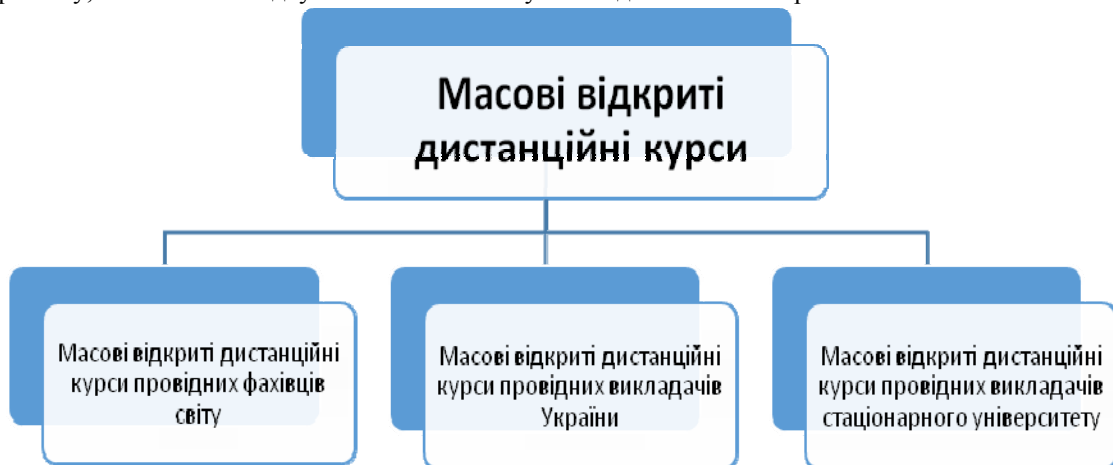 Масові відкриті
дистанційні курси
Масові відкриті дистанційні
курси провідних фахівців
світу
Масові відкриті дистанційні
курси провідних викладачів
України
Масові відкриті дистанційні
курси провідних викладачів
стаціонарного університету